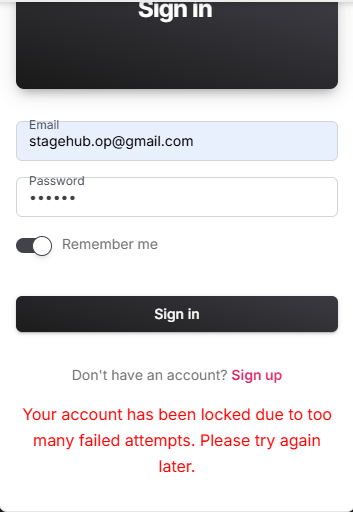 Sign in
Email
stagehub.op@gmail.com
Password
••••••
Remember me
Sign in
Don't have an account? Sign up
Your account has been locked due to too
many failed attempts. Please try again
later.